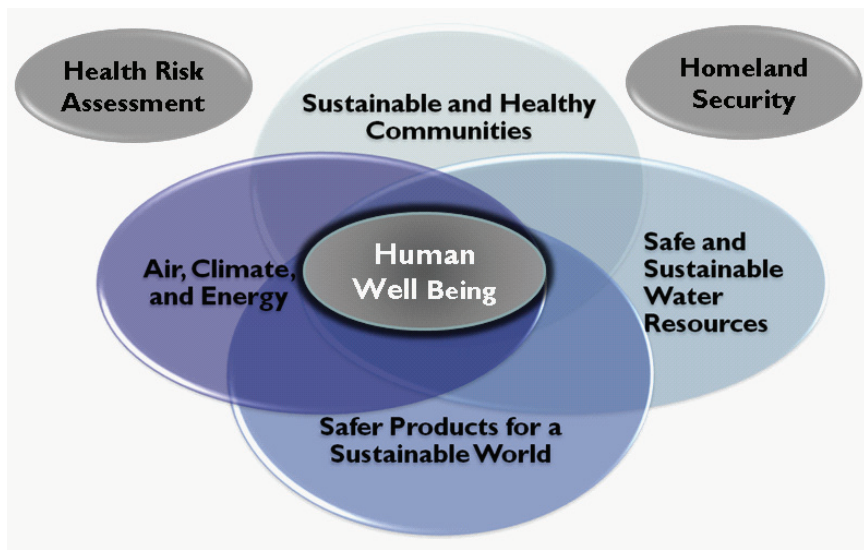 Health Risk
Assessment
Homeland
Security
Sustainable and Healthy
Communities
Air, Climate,
and Energy
Human
Well Being
Safe and
Sustainable
Water
Resources
Safer Products for a
Sustainable World